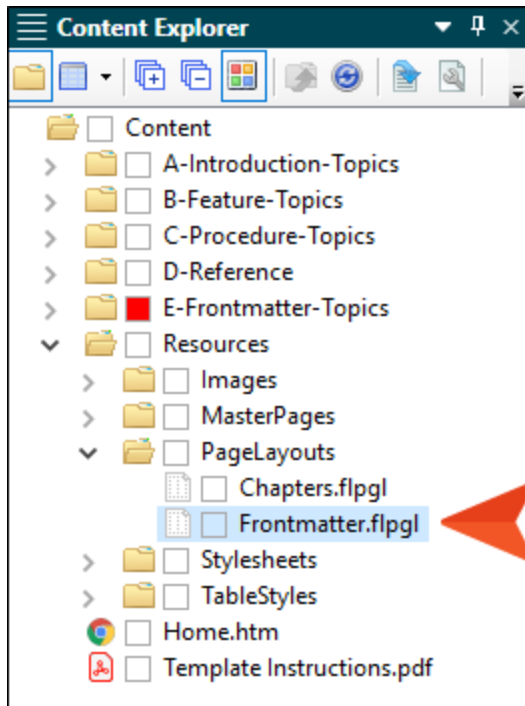 Content Explorer
Content
A-Introduction-Topics
B-Feature-Topics
C-Procedure-Topics
D-Reference
E-Frontmatter-Topics
Resources
Images
MasterPages
PageLayouts
Chapters.flpgl
Frontmatter.flpgl
Stylesheets
TableStyles
Home.htm
Template Instructions.pdf